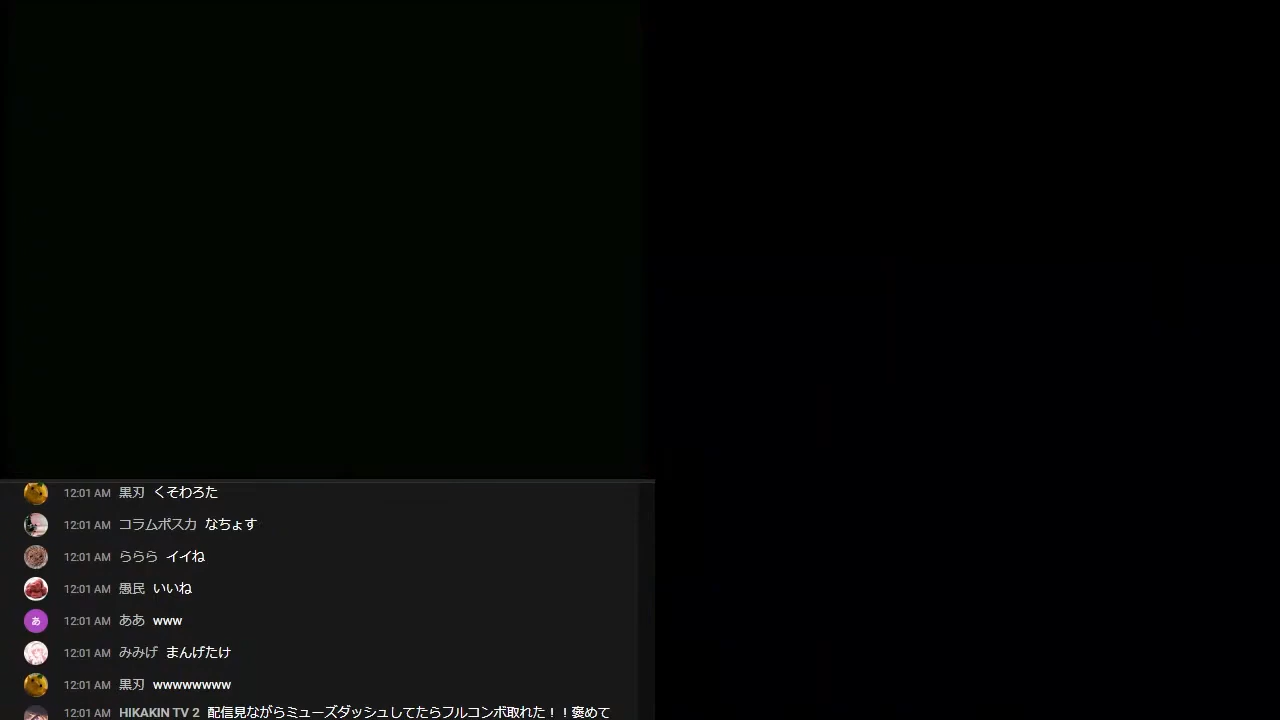 12:01 AM 黒刃 くそわろた
12:01 AM コラムポスカ なちょす
12:01 AM ららら イイね
12:01 AM 愚民 いいね
あ 12:01 AM ああ www
12:01 AM みみげ まんげたけ
12:01 AM 黒刃 wwwwwwww
12:01 AM HIKAKIN TV 2 配信見ながらミューズダッシュしてたらフルコンボ取れた！！褒めて